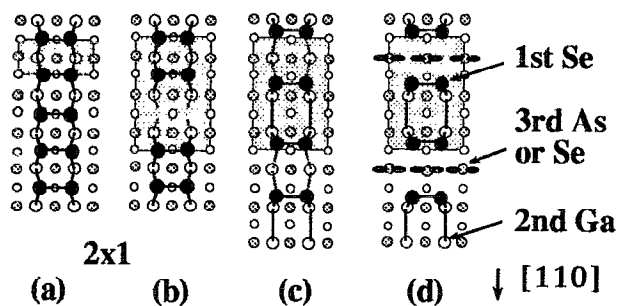 1st Se
3rd As
or Se
2nd Ga
2x1
(a) (b) (c) (d) [110]